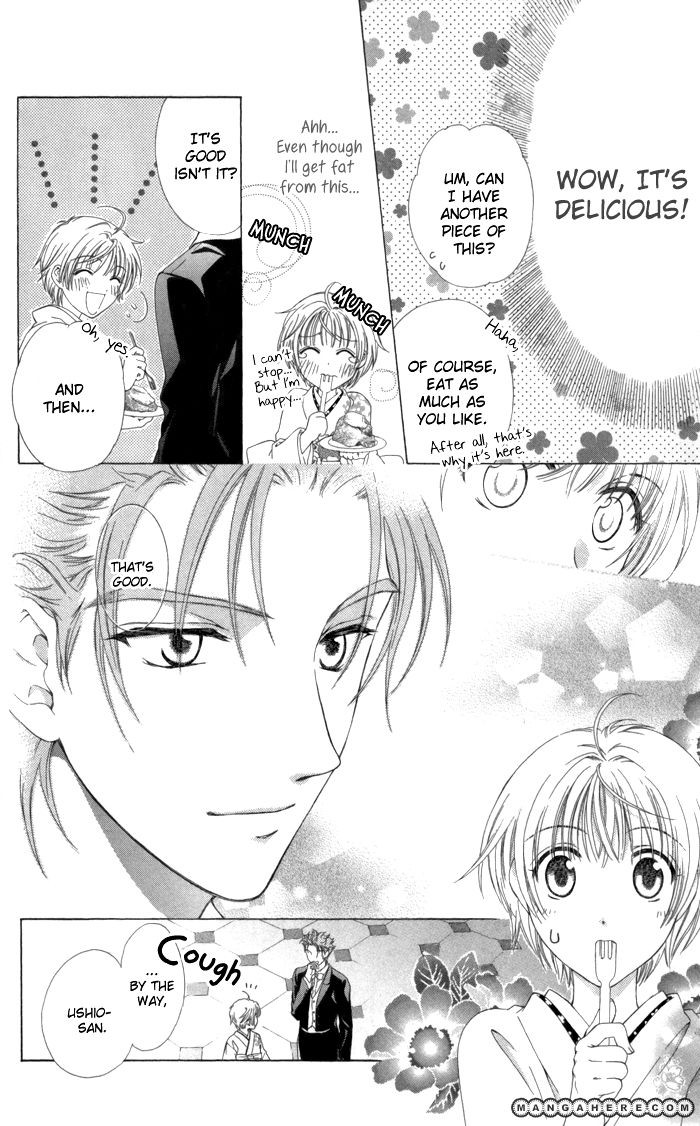 WOW, IT'S
DELICIOUS!
UM, CAN
I HAVE
ANOTHER
PIECE OF
THIS?
Haha,
OF COURSE,
EAT AS
MUCH AS
YOU LIKE.
After all, that's
why it's here.
Ahh...
Even though
I'll get fat
from this...
MUNCH
MUNCH
I can't
stop...
But I'm
happy...
IT'S
GOOD
ISN'T IT?
Oh, yes.
AND
THEN...
THAT'S
GOOD.
Cough
...
BY THE
WAY,
USHIO-
SAN.
MANGAHERE.COM